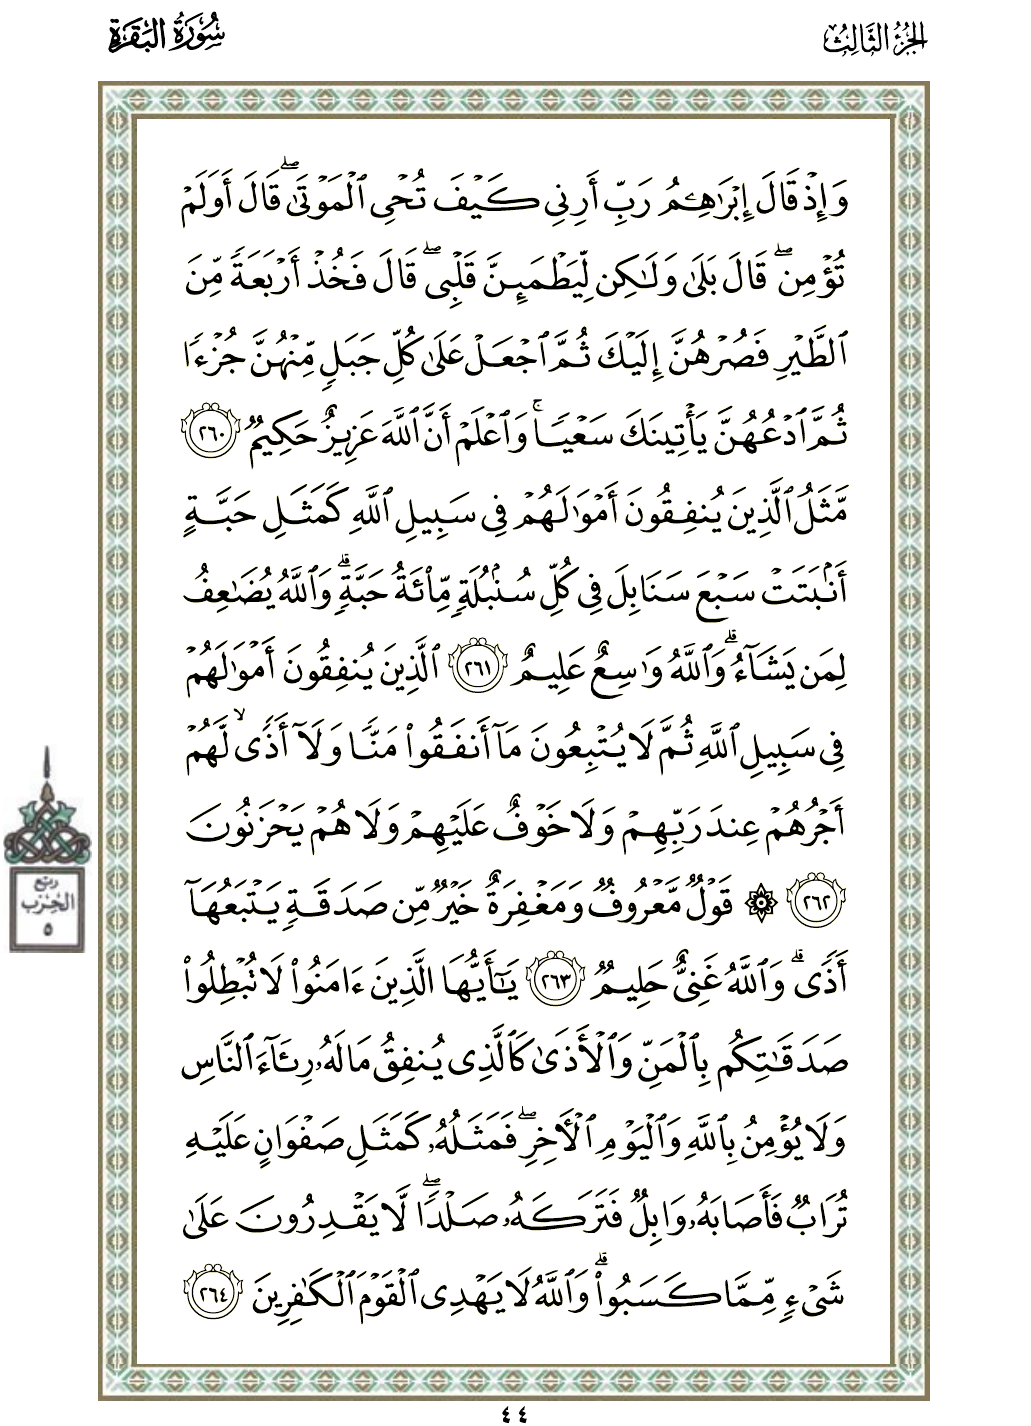 الجزء الثالث
سورة البقرة
وَإِذْ قَالَ إِبْرَٰهِـۧمُ رَبِّ أَرِنِى كَيْفَ تُحْىِ ٱلْمَوْتَىٰ ۖ قَالَ أَوَلَمْ
تُؤْمِن ۖ قَالَ بَلَىٰ وَلَـٰكِن لِّيَطْمَئِنَّ قَلْبِى ۖ قَالَ فَخُذْ أَرْبَعَةً مِّنَ
ٱلطَّيْرِ فَصُرْهُنَّ إِلَيْكَ ثُمَّ ٱجْعَلْ عَلَىٰ كُلِّ جَبَلٍ مِّنْهُنَّ جُزْءًا
ثُمَّ ٱدْعُهُنَّ يَأْتِينَكَ سَعْيًا ۚ وَٱعْلَمْ أَنَّ ٱللَّهَ عَزِيزٌ حَكِيمٌ ٢٦٠
مَّثَلُ ٱلَّذِينَ يُنفِقُونَ أَمْوَٰلَهُمْ فِى سَبِيلِ ٱللَّهِ كَمَثَلِ حَبَّةٍ
أَنۢبَتَتْ سَبْعَ سَنَابِلَ فِى كُلِّ سُنۢبُلَةٍ مِّا۟ئَةُ حَبَّةٍ ۗ وَٱللَّهُ يُضَـٰعِفُ
لِمَن يَشَآءُ ۗ وَٱللَّهُ وَٰسِعٌ عَلِيمٌ ٢٦١ ٱلَّذِينَ يُنفِقُونَ أَمْوَٰلَهُمْ
فِى سَبِيلِ ٱللَّهِ ثُمَّ لَا يُتْبِعُونَ مَآ أَنفَقُوا۟ مَنًّا وَلَآ أَذًى ۙ لَّهُمْ
أَجْرُهُمْ عِندَ رَبِّهِمْ وَلَا خَوْفٌ عَلَيْهِمْ وَلَا هُمْ يَحْزَنُونَ
٢٦٢ ۞ قَوْلٌ مَّعْرُوفٌ وَمَغْفِرَةٌ خَيْرٌ مِّن صَدَقَةٍ يَتْبَعُهَآ
أَذًى ۗ وَٱللَّهُ غَنِىٌّ حَلِيمٌ ٢٦٣ يَـٰٓأَيُّهَا ٱلَّذِينَ ءَامَنُوا۟ لَا تُبْطِلُوا۟
صَدَقَـٰتِكُم بِٱلْمَنِّ وَٱلْأَذَىٰ كَٱلَّذِى يُنفِقُ مَالَهُۥ رِئَآءَ ٱلنَّاسِ
وَلَا يُؤْمِنُ بِٱللَّهِ وَٱلْيَوْمِ ٱلْـَٔاخِرِ ۖ فَمَثَلُهُۥ كَمَثَلِ صَفْوَانٍ عَلَيْهِ
تُرَابٌ فَأَصَابَهُۥ وَابِلٌ فَتَرَكَهُۥ صَلْدًا ۖ لَّا يَقْدِرُونَ عَلَىٰ
شَىْءٍ مِّمَّا كَسَبُوا۟ ۗ وَٱللَّهُ لَا يَهْدِى ٱلْقَوْمَ ٱلْكَـٰفِرِينَ ٢٦٤
ربع
الحزب
٥
٤٤